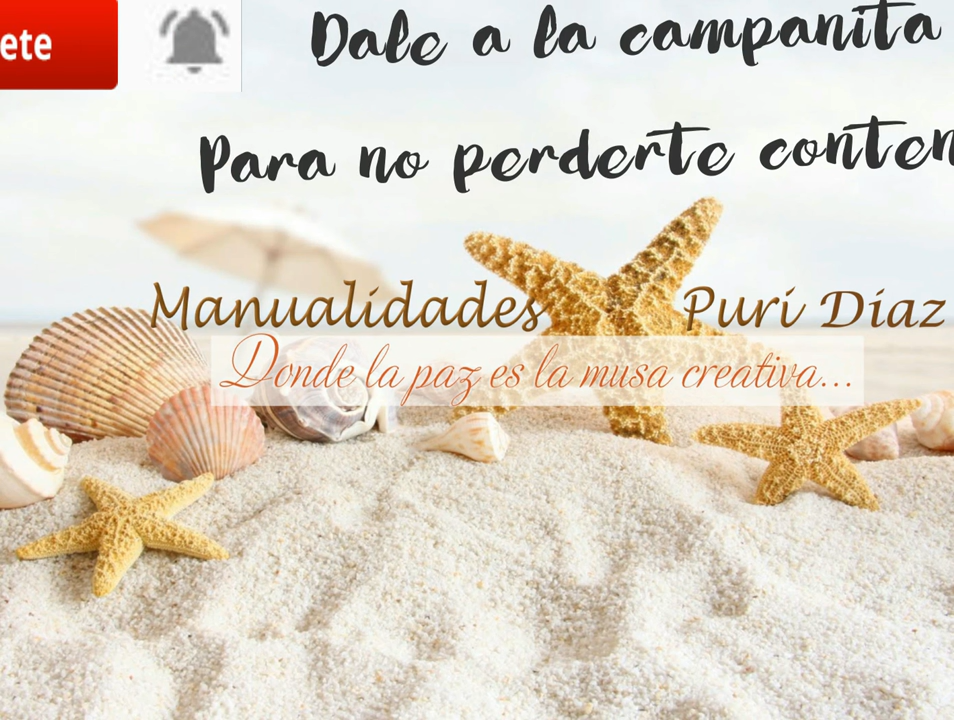 ete
Dale a la campanita
Para no perderte conten
Manualidades Puri Díaz
Donde la paz es la musa creativa...